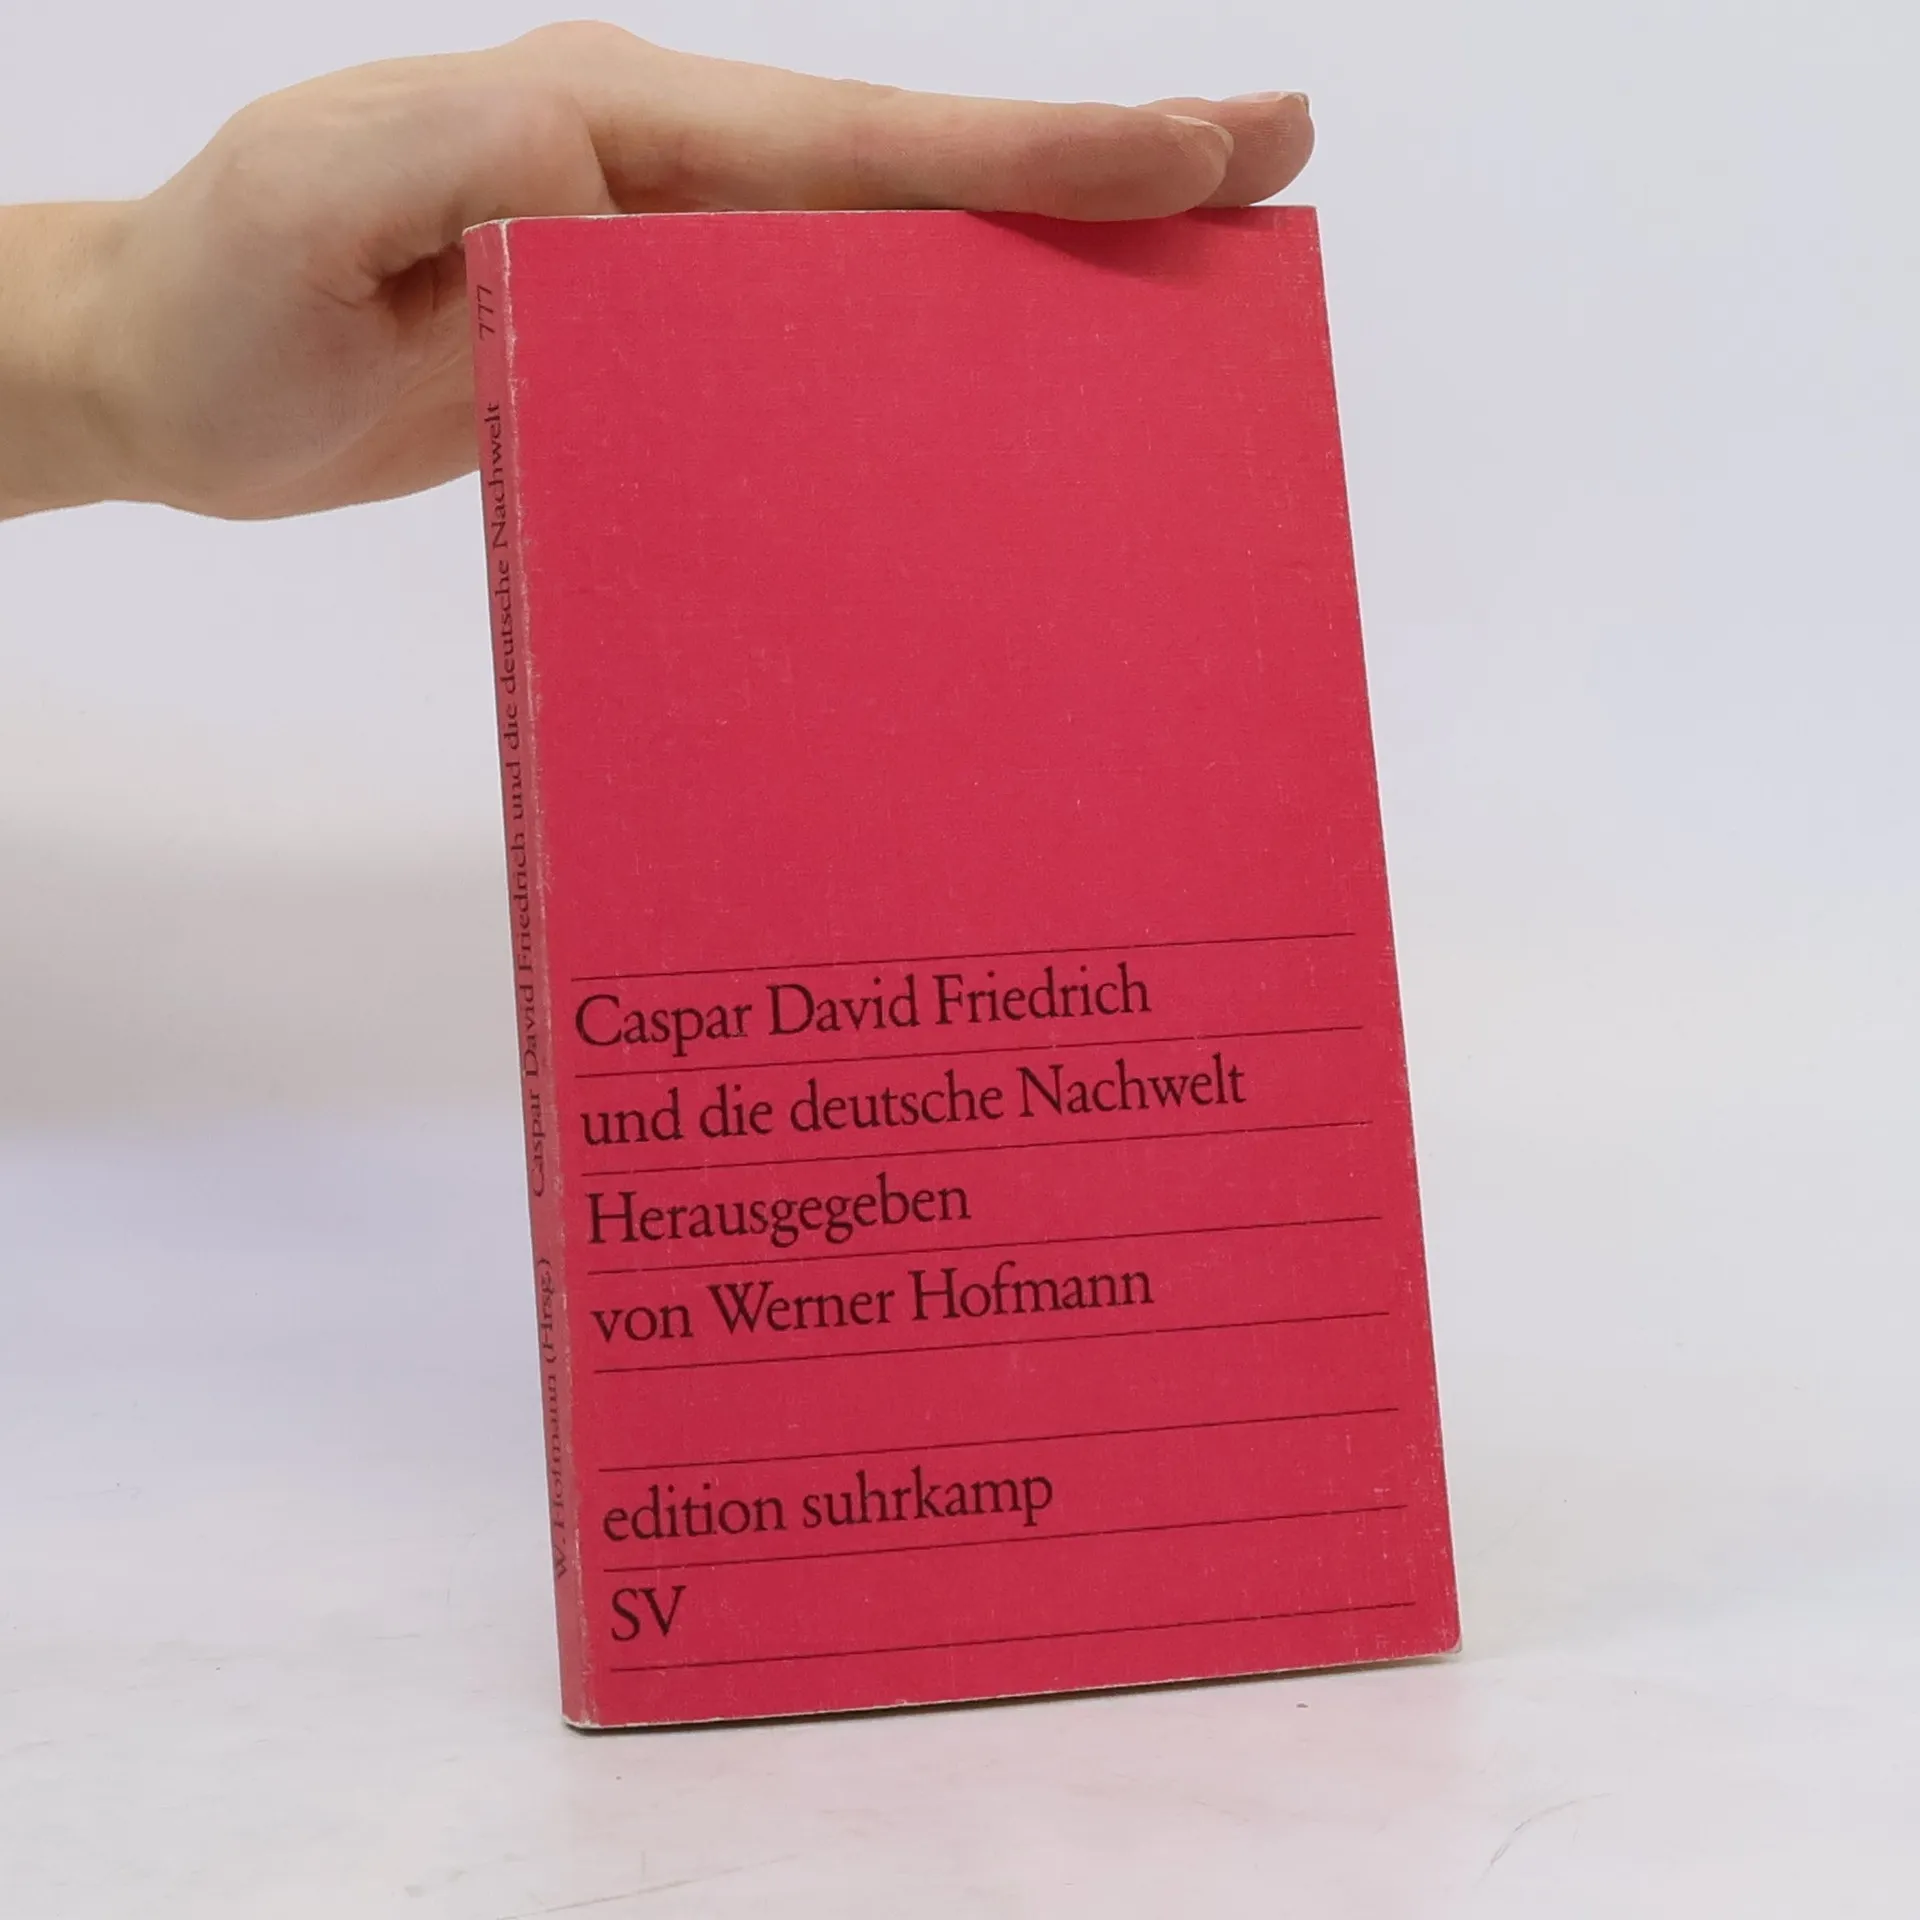 Caspar David Friedrich
und die deutsche Nachwelt
Herausgegeben
von Werner Hofmann
edition suhrkamp
SV
W. Hofmann (Hrsg.) Caspar David Friedrich und die deutsche Nachwelt 777